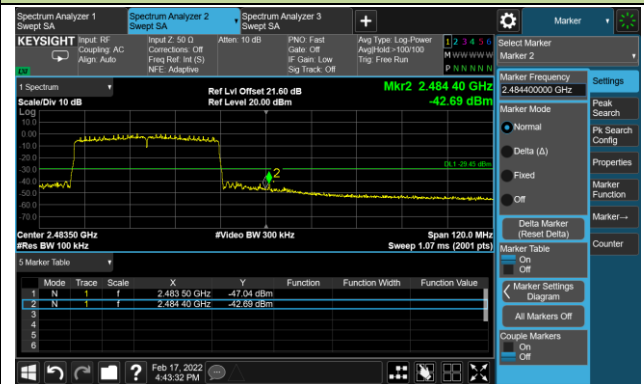 Spectrum Analyzer 1
Swept SA
Spectrum Analyzer 2
Swept SA
Spectrum Analyzer 3
Swept SA
+
Marker
KEYSIGHT
Input: RF
Coupling: AC
Align: Auto
Input Z: 50 Ω
Corrections: Off
Freq Ref: Int (S)
NFE: Adaptive
Atten: 10 dB
PNO: Fast
Gate: Off
IF Gain: Low
Sig Track: Off
Avg Type: Log-Power
Avg|Hold:>100/100
Trig: Free Run
1 2 3 4 5 6
M W W W W W
P N N N N N
LXI
Select Marker
Marker 2
1 Spectrum
Scale/Div 10 dB
Ref Lvl Offset 21.60 dB
Ref Level 20.00 dBm
Mkr2 2.484 40 GHz
-42.69 dBm
Log
10.0
0.00
-10.0
-20.0
-30.0
-40.0
-50.0
-60.0
-70.0
DL1 -29.45 dBm
2
Center 2.48350 GHz
#Res BW 100 kHz
#Video BW 300 kHz
Span 120.0 MHz
Sweep 1.07 ms (2001 pts)
5 Marker Table
Mode Trace Scale X Y Function Function Width Function Value
1 N 1 f 2.483 50 GHz -47.04 dBm
2 N 1 f 2.484 40 GHz -42.69 dBm
3
4
5
6
Marker Frequency
2.484400000 GHz
Marker Mode
Normal
Delta (Δ)
Fixed
Off
Delta Marker
(Reset Delta)
Marker Table
On
Off
Marker Settings
Diagram
All Markers Off
Couple Markers
On
Off
Settings
Peak
Search
Pk Search
Config
Properties
Marker
Function
Marker→
Counter
?
Feb 17, 2022
4:43:32 PM